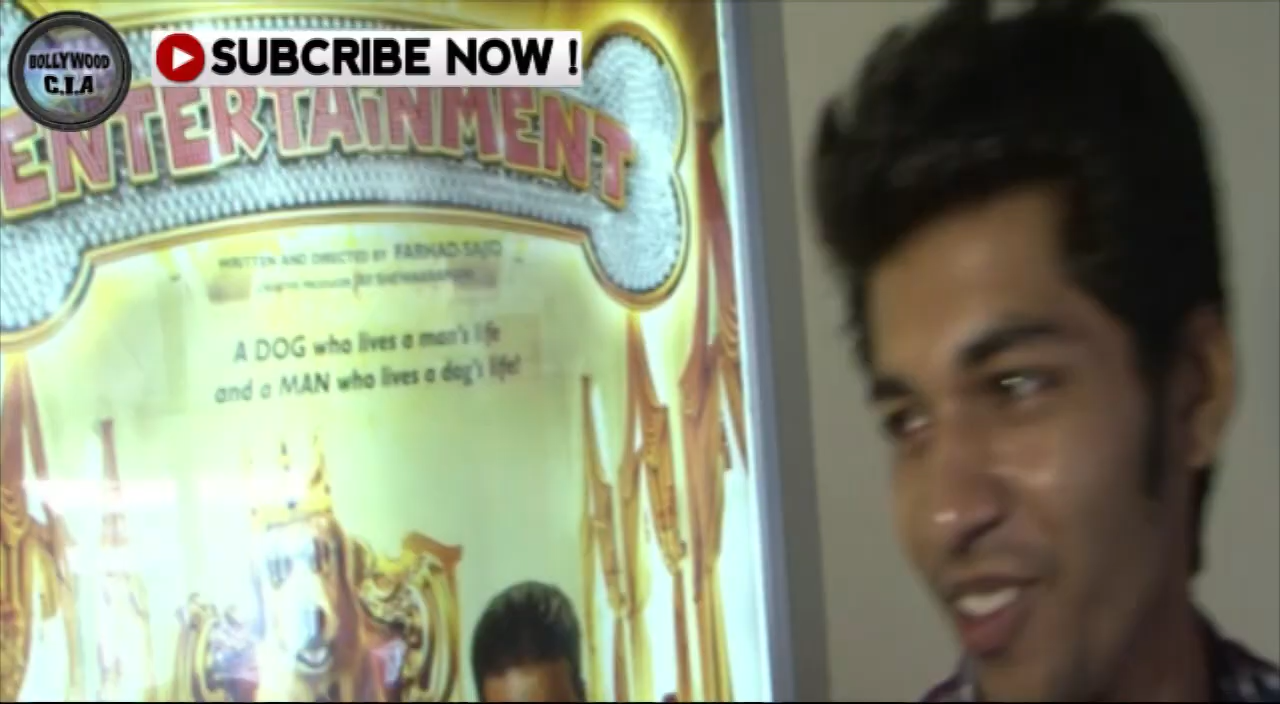 BOLLYWOOD
C.I.A
SUBCRIBE NOW !
ENTERTAINMENT
WRITTEN AND DIRECTED BY FARHAD-SAJID
A DOG who lives a man's life
and a MAN who lives a dog's life!